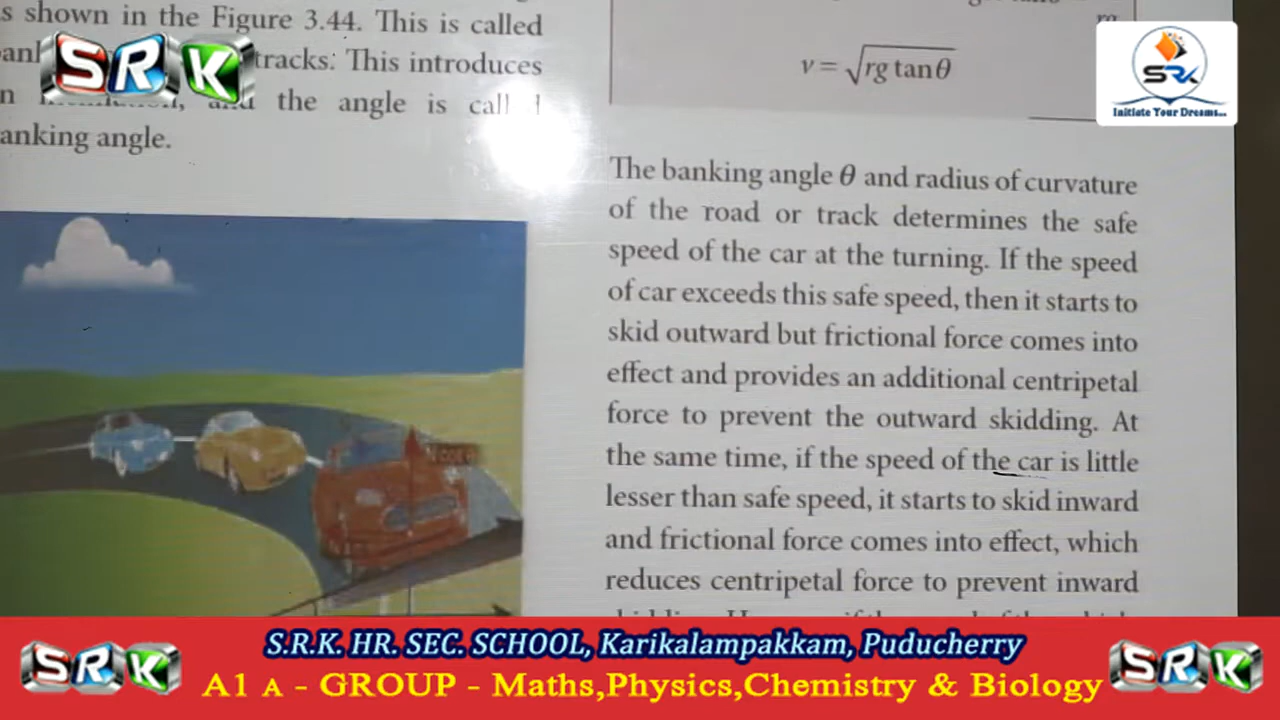 s shown in the Figure 3.44. This is called
tracks. This introduces
the angle is
anking angle.
v = √rg tanθ
The banking angle θ and radius of curvature
of the road or track determines the safe
speed of the car at the turning. If the speed
of car exceeds this safe speed, then it starts to
skid outward but frictional force comes into
effect and provides an additional centripetal
force to prevent the outward skidding. At
the same time, if the speed of the car is little
lesser than safe speed, it starts to skid inward
and frictional force comes into effect, which
reduces centripetal force to prevent inward
SRK
SRK
Initiate Your Dreams...
SRK
S.R.K. HR. SEC. SCHOOL, Karikalampakkam, Puducherry
A1 A - GROUP - Maths,Physics,Chemistry & Biology
SRK